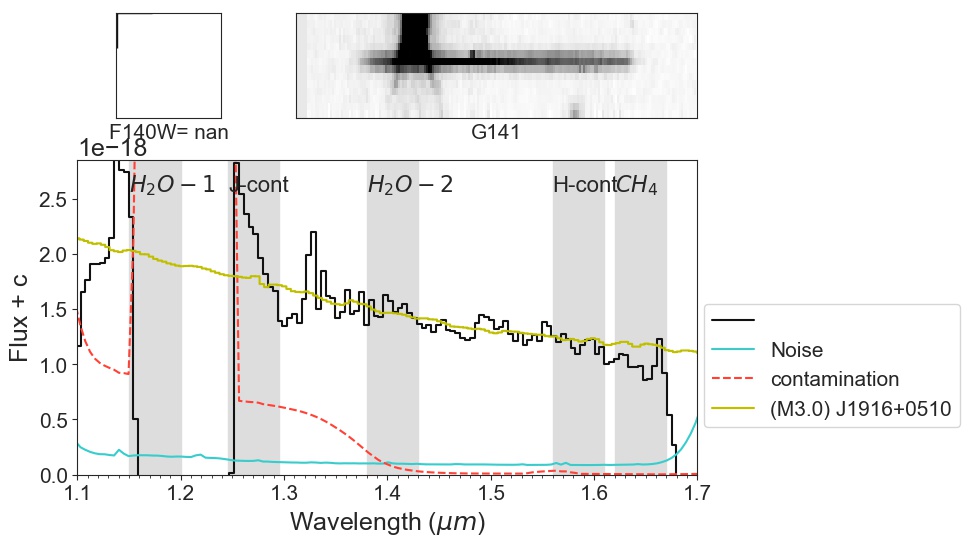 F140W= nan
G141
1e−18
H₂O − 1
J-cont
H₂O − 2
H-cont
CH₄
2.5
2.0
1.5
1.0
0.5
0.0
Flux + c
1.1
1.2
1.3
1.4
1.5
1.6
1.7
Wavelength (μm)
Noise
contamination
(M3.0) J1916+0510